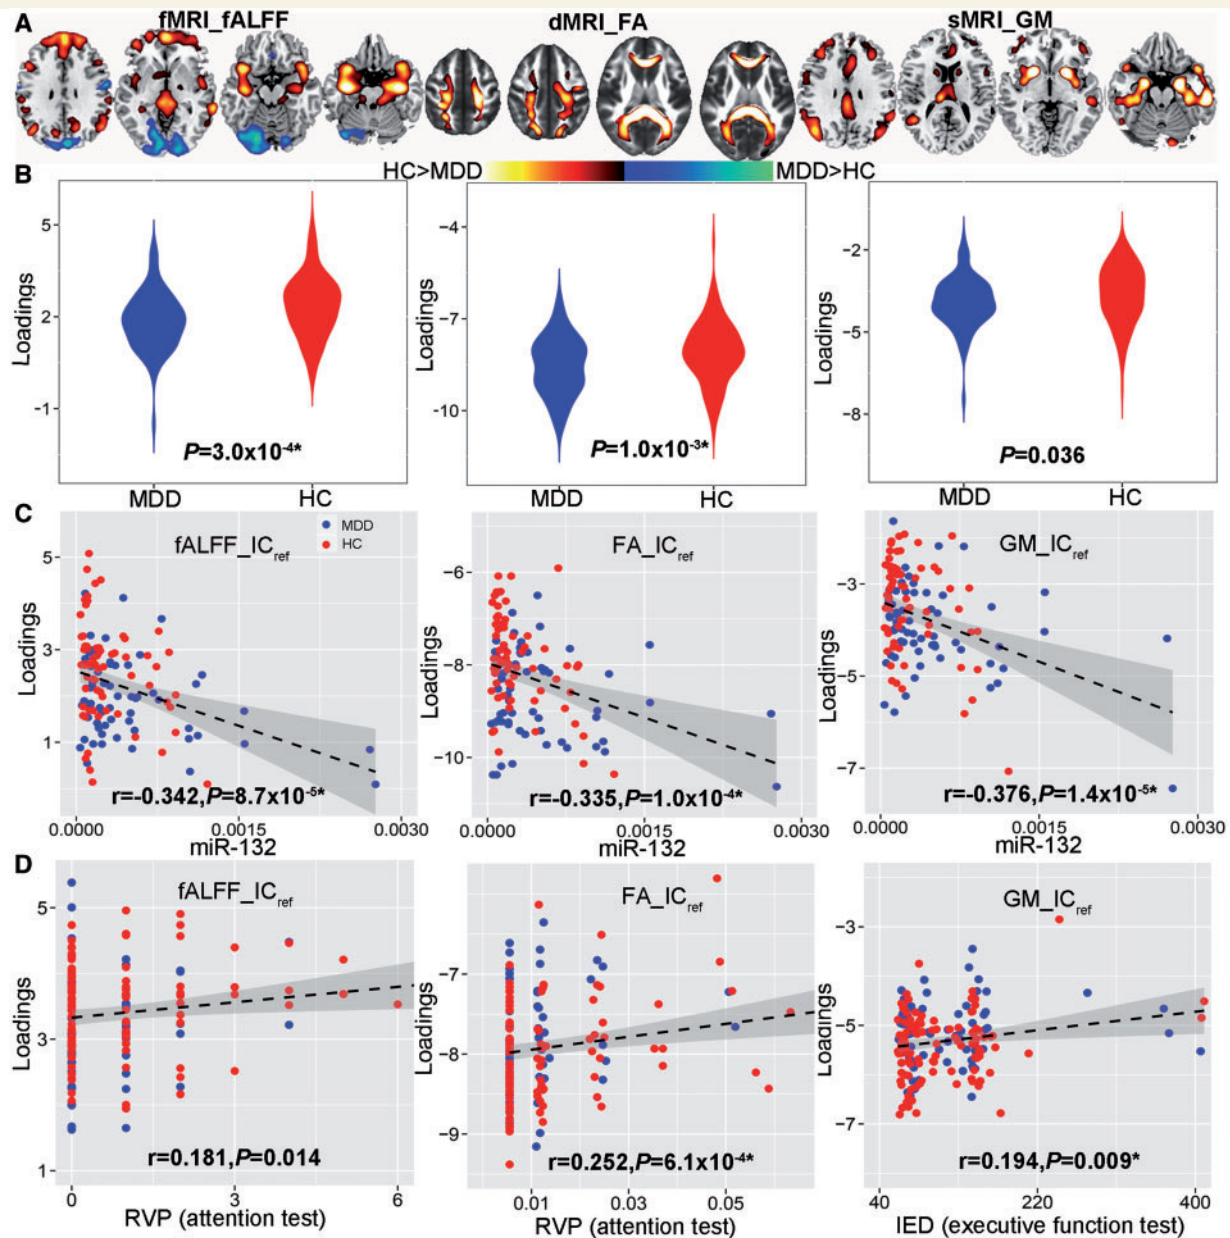 A fMRI_fALFF dMRI_FA sMRI_GM
HC>MDD MDD>HC
B
5
2
-1
Loadings
P=3.0x10-4*
MDD HC
-4
-7
-10
Loadings
P=1.0x10-3*
MDD HC
-2
-5
-8
Loadings
P=0.036
MDD HC
C
fALFF_ICref
MDD
HC
5
3
1
Loadings
r=-0.342,P=8.7x10-5*
0.0000 0.0015 0.0030
FA_ICref
-6
-8
-10
Loadings
r=-0.335,P=1.0x10-4*
0.0000 0.0015 0.0030
GM_ICref
-3
-5
-7
Loadings
r=-0.376,P=1.4x10-5*
0.0000 0.0015 0.0030
miR-132 miR-132 miR-132
D
fALFF_ICref
5
3
1
Loadings
r=0.181,P=0.014
0 3 6
RVP (attention test)
FA_ICref
-7
-8
-9
Loadings
r=0.252,P=6.1x10-4*
0.01 0.03 0.05
RVP (attention test)
GM_ICref
-3
-5
-7
Loadings
r=0.194,P=0.009*
40 220 400
IED (executive function test)